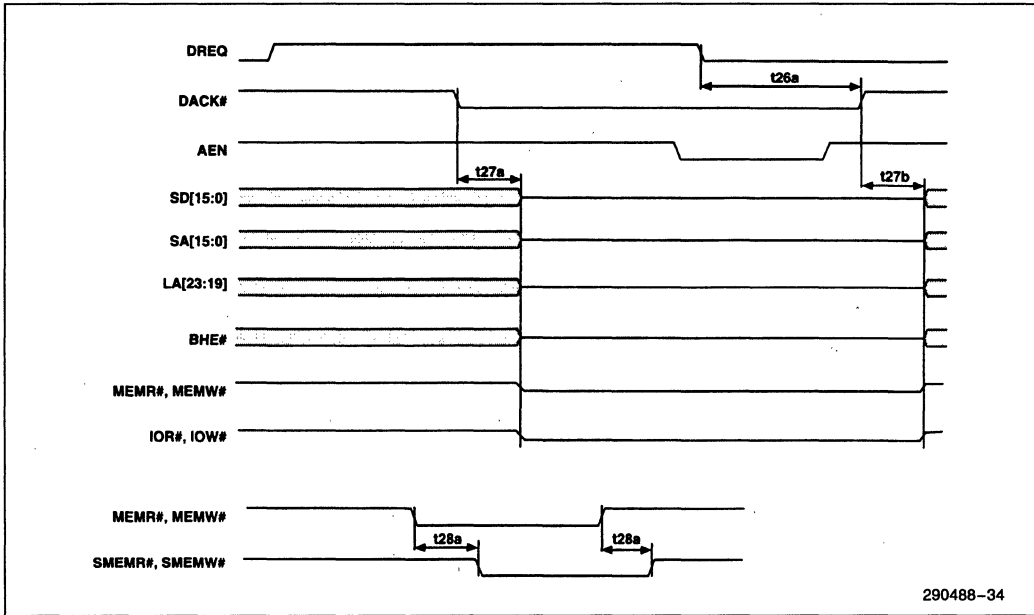 DREQ
t26a
DACK#
AEN
t27a
t27b
SD[15:0]
SA[15:0]
LA[23:19]
BHE#
MEMR#, MEMW#
IOR#, IOW#
MEMR#, MEMW#
t28a
t28a
SMEMR#, SMEMW#
290488–34